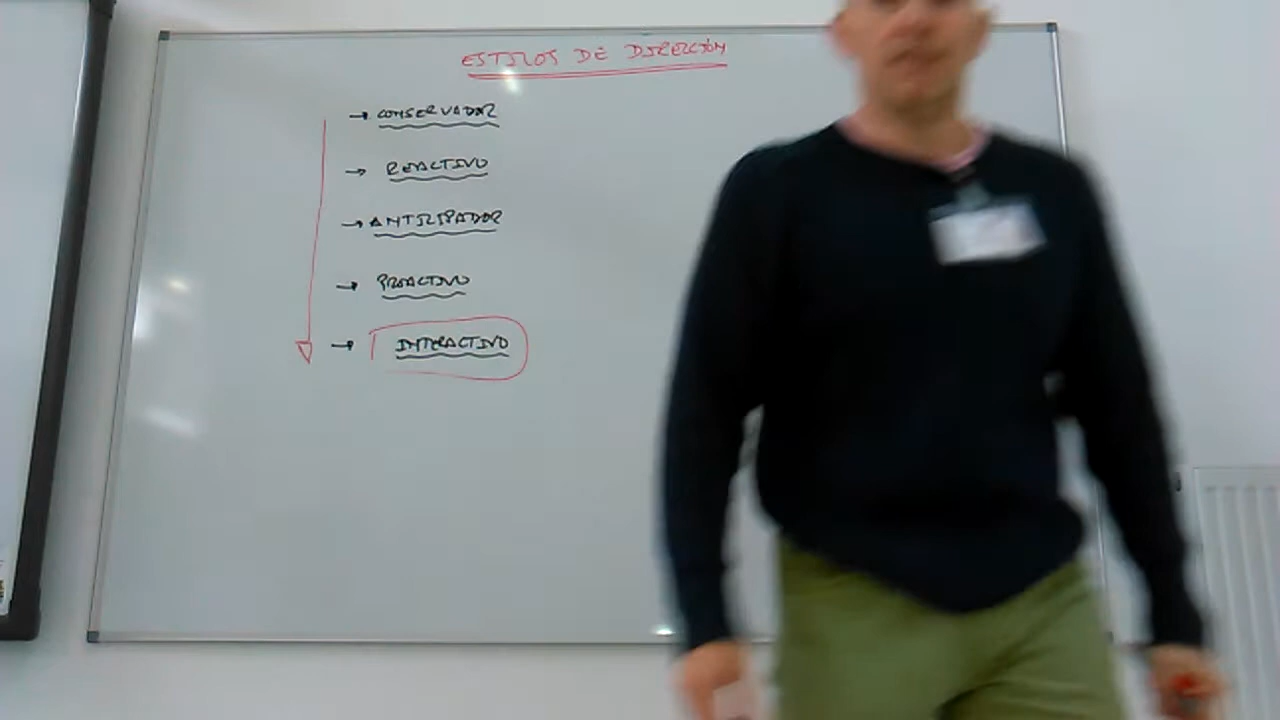 ESTILOS DE DIRECCIÓN
→ CONSERVADOR
→ REACTIVO
→ ANTICIPADOR
→ PROACTIVO
→ INTERACTIVO